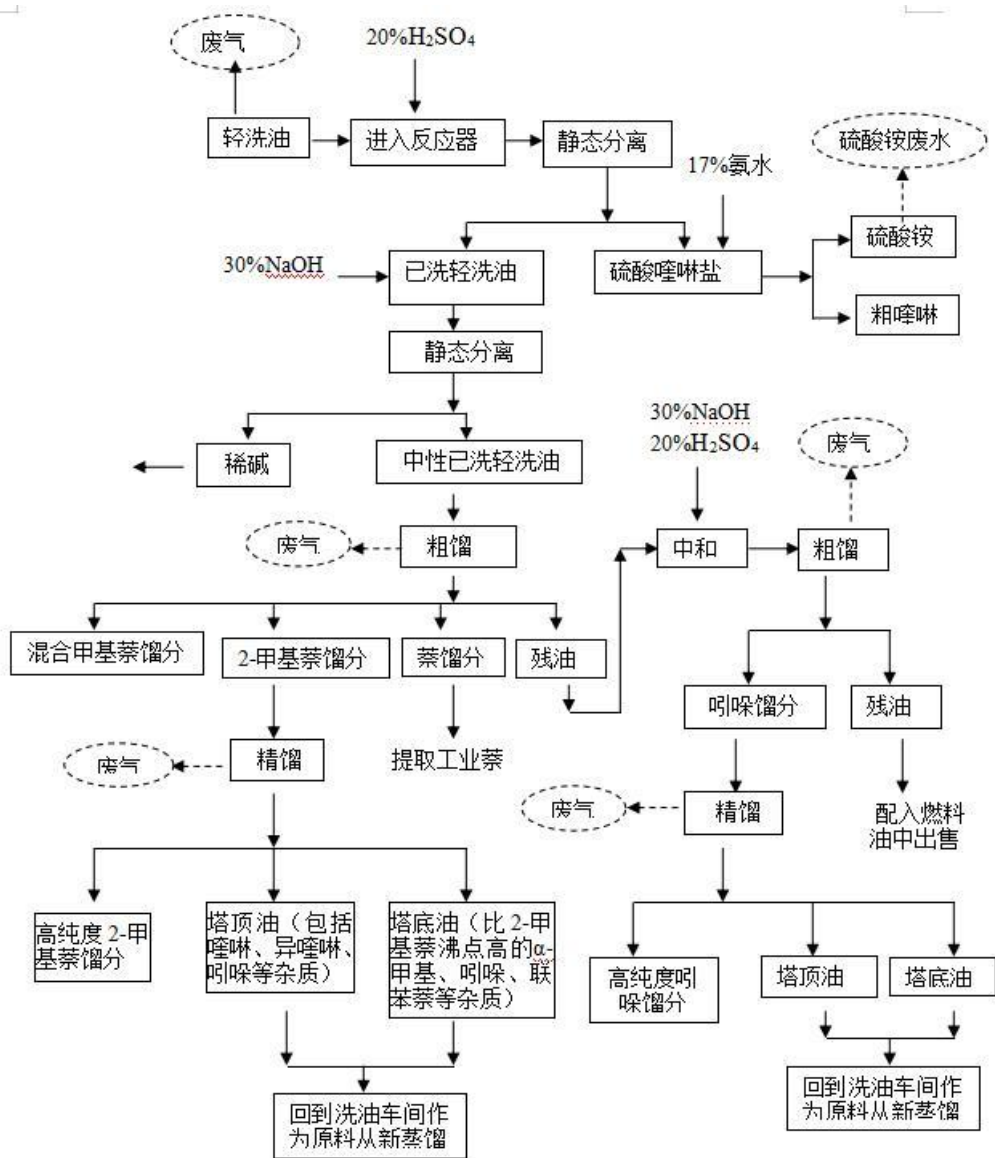 废气
20%H₂SO₄
轻洗油
进入反应器
静态分离
硫酸铵废水
17%氨水
硫酸铵
30%NaOH
已洗轻洗油
硫酸喹啉盐
粗喹啉
静态分离
30%NaOH
20%H₂SO₄
废气
稀碱
中性已洗轻洗油
废气
粗馏
中和
粗馏
混合甲基萘馏分
2-甲基萘馏分
萘馏分
残油
吲哚馏分
残油
废气
精馏
提取工业萘
废气
精馏
配入燃料
油中出售
高纯度2-甲
基萘馏分
塔顶油（包括
喹啉、异喹啉、
吲哚等杂质）
塔底油（比2-甲
基萘沸点高的α-
甲基、吲哚、联
苯萘等杂质）
高纯度吲
哚馏分
塔顶油
塔底油
回到洗油车间作
为原料从新蒸馏
回到洗油车间作
为原料从新蒸馏